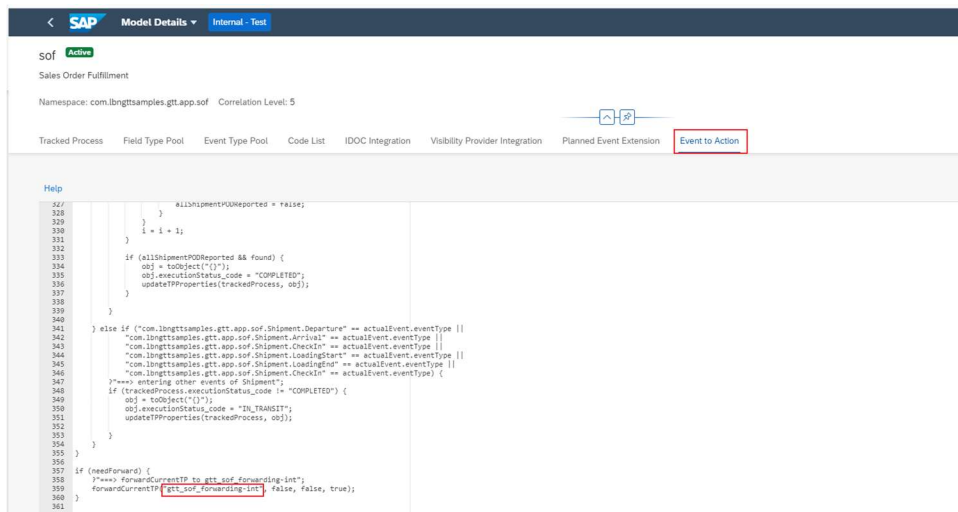 SAP Model Details Internal - Test
sof Active
Sales Order Fulfillment
Namespace: com.lbngttsamples.gtt.app.sof Correlation Level: 5
Tracked Process Field Type Pool Event Type Pool Code List IDOC Integration Visibility Provider Integration Planned Event Extension Event to Action
Help
327 allShipmentPODReported = false;
328 }
329 }
330 i = i + 1;
331 }
332
333 if (allShipmentPODReported && found) {
334 obj = toObject("{}");
335 obj.executionStatus_code = "COMPLETED";
336 updateTPProperties(trackedProcess, obj);
337 }
338
339 }
340
341 } else if ("com.lbngttsamples.gtt.app.sof.Shipment.Departure" == actualEvent.eventType ||
342 "com.lbngttsamples.gtt.app.sof.Shipment.Arrival" == actualEvent.eventType ||
343 "com.lbngttsamples.gtt.app.sof.Shipment.CheckIn" == actualEvent.eventType ||
344 "com.lbngttsamples.gtt.app.sof.Shipment.LoadingStart" == actualEvent.eventType ||
345 "com.lbngttsamples.gtt.app.sof.Shipment.LoadingEnd" == actualEvent.eventType ||
346 "com.lbngttsamples.gtt.app.sof.Shipment.CheckIn" == actualEvent.eventType) {
347 ?"===> entering other events of Shipment";
348 if (trackedProcess.executionStatus_code != "COMPLETED") {
349 obj = toObject("{}");
350 obj.executionStatus_code = "IN_TRANSIT";
351 updateTPProperties(trackedProcess, obj);
352
353 }
354 }
355 }
356
357 if (needForward) {
358 ?"===> forwardCurrentTP to gtt_sof_forwarding-int";
359 forwardCurrentTP("gtt_sof_forwarding-int", false, false, true);
360 }
361